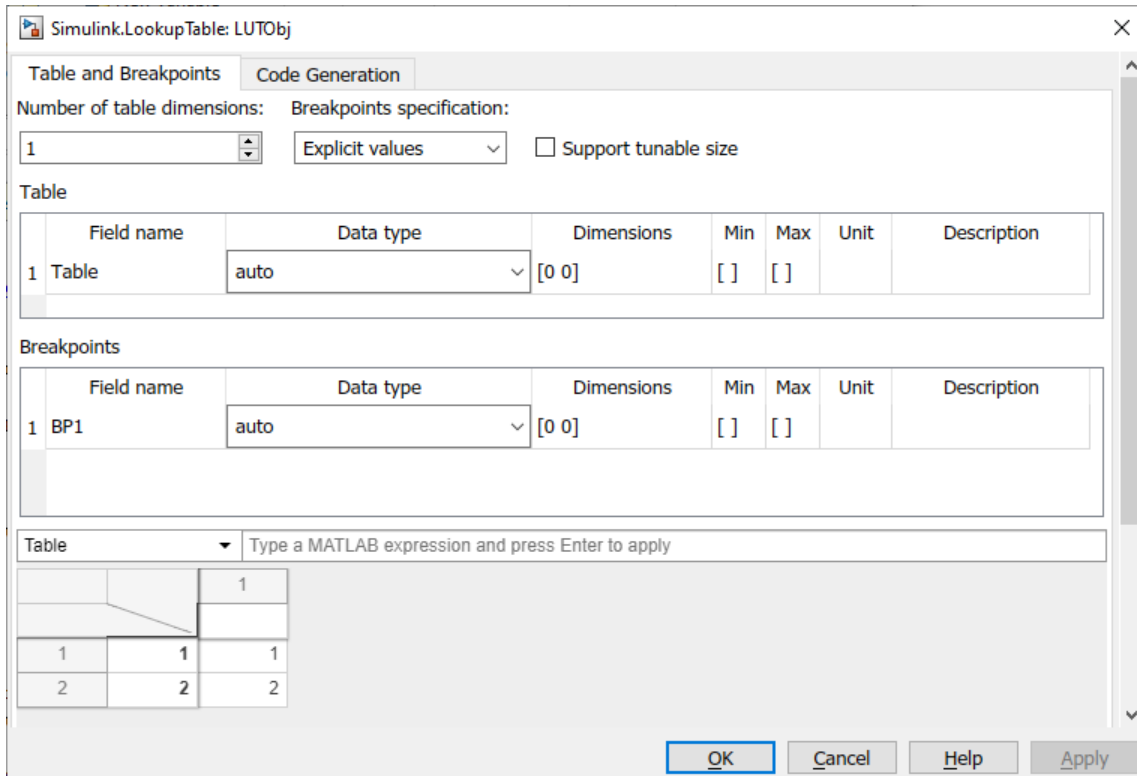 Simulink.LookupTable: LUTObj
Table and Breakpoints Code Generation
Number of table dimensions: Breakpoints specification:
1 Explicit values Support tunable size
Table
Field name Data type Dimensions Min Max Unit Description
1 Table auto [0 0] [ ] [ ]
Breakpoints
Field name Data type Dimensions Min Max Unit Description
1 BP1 auto [0 0] [ ] [ ]
Table Type a MATLAB expression and press Enter to apply
1
1 1 1
2 2 2
OK Cancel Help Apply